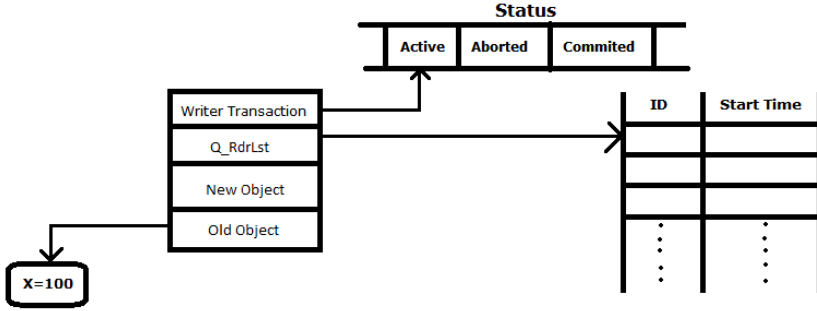 Status
Active Aborted Commited
Writer Transaction
Q_RdrLst
New Object
Old Object
ID Start Time
X=100